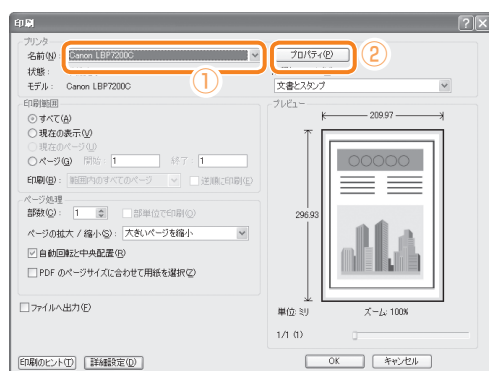 印刷
プリンタ
名前(N): Canon LBP7200C
プロパティ(P)
①
②
状態:
モデル: Canon LBP7200C
文書とスタンプ
印刷範囲
すべて(A)
現在の表示(V)
現在のページ(U)
ページ(G) 開始: 1 終了: 1
印刷(B): 範囲内のすべてのページ 逆順に印刷(E)
ページ処理
部数(C): 1 部単位で印刷(O)
ページの拡大 / 縮小(S): 大きいページを縮小
自動回転と中央配置(R)
PDF のページサイズに合わせて用紙を選択(Z)
ファイルへ出力(F)
プレビュー
209.97
296.93
単位: ミリ ズーム: 100%
1/1 (1)
印刷のヒント(T) 詳細設定(D) OK キャンセル